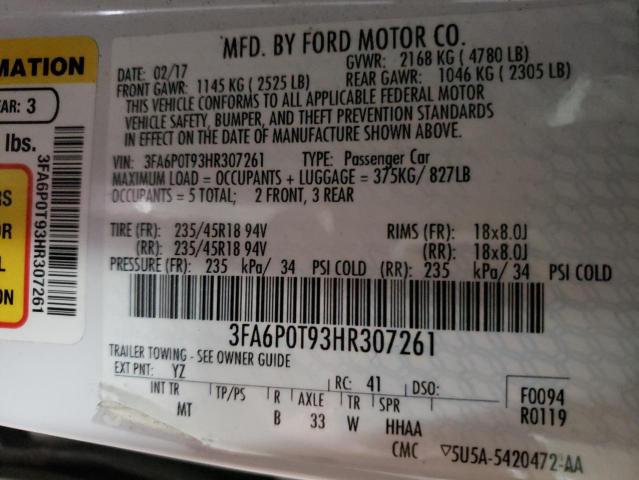 MFD. BY FORD MOTOR CO.
DATE: 02/17 GVWR: 2168 KG ( 4780 LB)
FRONT GAWR: 1145 KG ( 2525 LB) REAR GAWR: 1046 KG ( 2305 LB)
THIS VEHICLE CONFORMS TO ALL APPLICABLE FEDERAL MOTOR
VEHICLE SAFETY, BUMPER, AND THEFT PREVENTION STANDARDS
IN EFFECT ON THE DATE OF MANUFACTURE SHOWN ABOVE.
VIN: 3FA6P0T93HR307261 TYPE: Passenger Car
MAXIMUM LOAD = OCCUPANTS + LUGGAGE = 375KG/ 827LB
OCCUPANTS = 5 TOTAL; 2 FRONT, 3 REAR
TIRE (FR): 235/45R18 94V RIMS (FR): 18x8.0J
(RR): 235/45R18 94V (RR): 18x8.0J
PRESSURE (FR): 235 kPa/ 34 PSI COLD (RR): 235 kPa/ 34 PSI COLD
3FA6P0T93HR307261
TRAILER TOWING - SEE OWNER GUIDE
EXT PNT: YZ RC: 41 DSO: F0094
INT TR TP/PS R AXLE TR SPR R0119
MT B 33 W HHAA
CMC 5U5A-5420472-AA
MATION
EAR: 3
lbs.
3FA6P0T93HR307261
RS
OR
L
ON